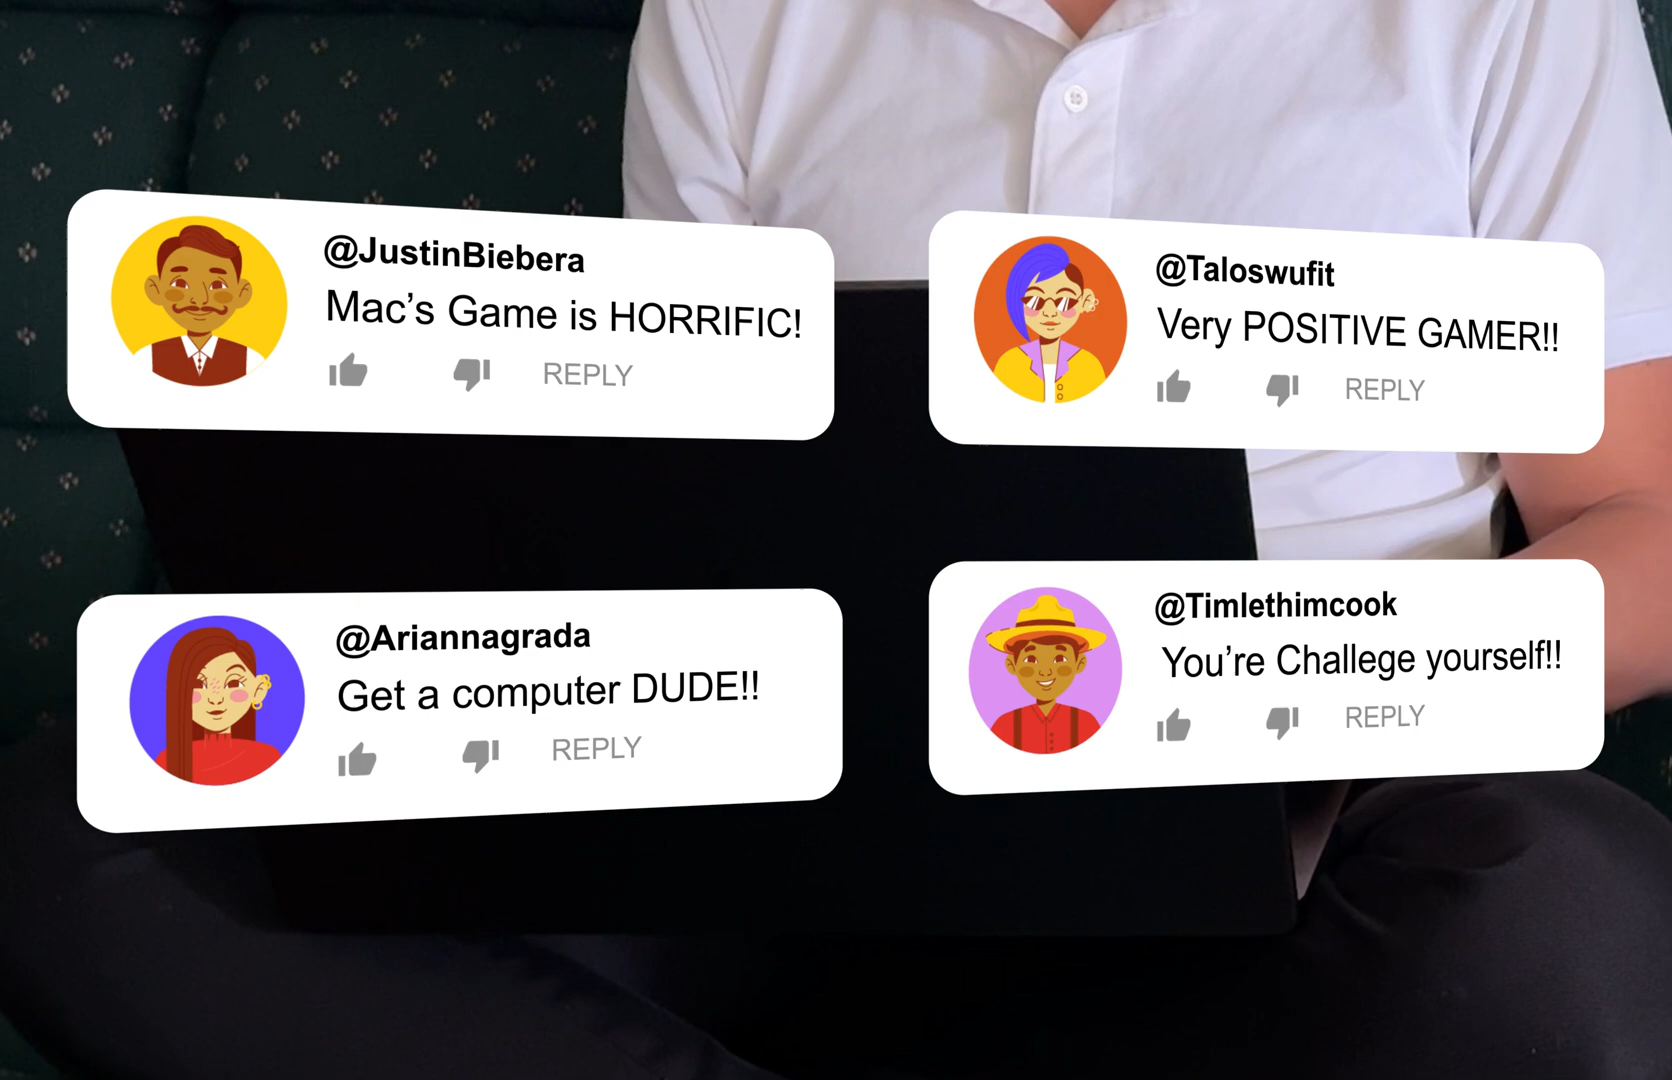 @JustinBiebera
Mac's Game is HORRIFIC!
REPLY
@Taloswufit
Very POSITIVE GAMER!!
REPLY
@Ariannagrada
Get a computer DUDE!!
REPLY
@Timlethimcook
You're Challege yourself!!
REPLY